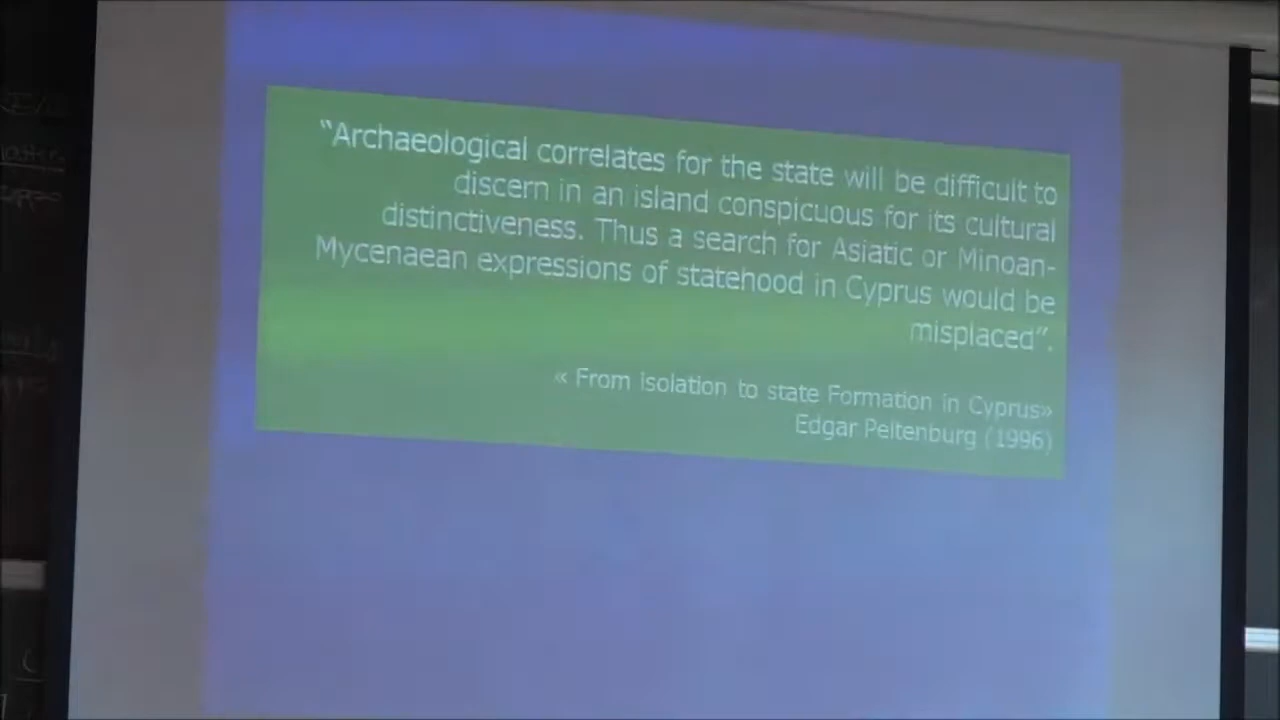 “Archaeological correlates for the state will be difficult to
discern in an island conspicuous for its cultural
distinctiveness. Thus a search for Asiatic or Minoan-
Mycenaean expressions of statehood in Cyprus would be
misplaced”.
« From isolation to state Formation in Cyprus»
Edgar Peltenburg (1996)